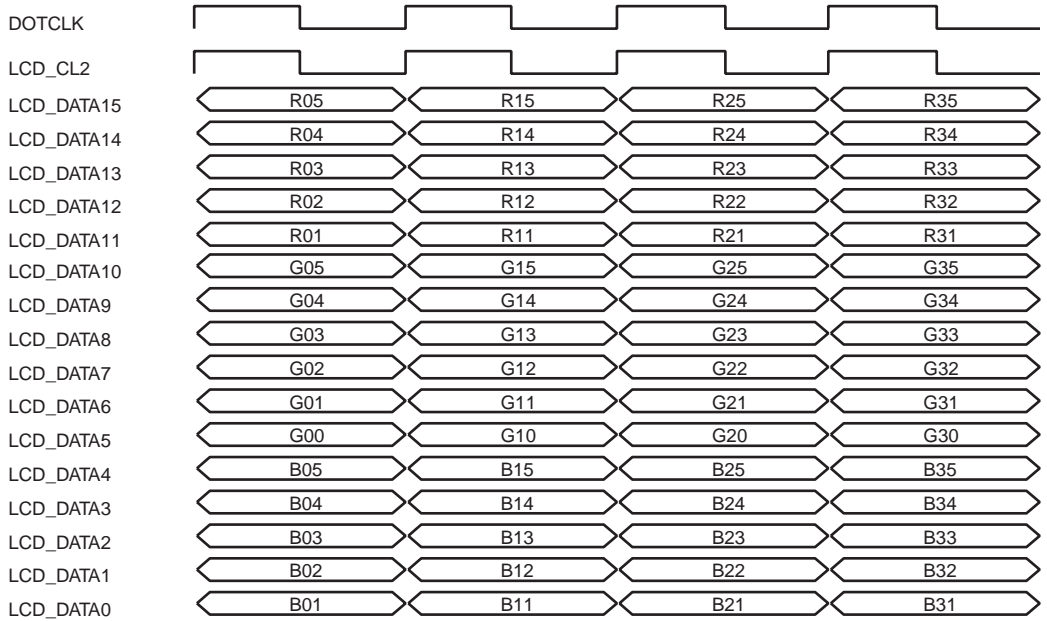 DOTCLK
LCD_CL2
LCD_DATA15 R05 R15 R25 R35
LCD_DATA14 R04 R14 R24 R34
LCD_DATA13 R03 R13 R23 R33
LCD_DATA12 R02 R12 R22 R32
LCD_DATA11 R01 R11 R21 R31
LCD_DATA10 G05 G15 G25 G35
LCD_DATA9 G04 G14 G24 G34
LCD_DATA8 G03 G13 G23 G33
LCD_DATA7 G02 G12 G22 G32
LCD_DATA6 G01 G11 G21 G31
LCD_DATA5 G00 G10 G20 G30
LCD_DATA4 B05 B15 B25 B35
LCD_DATA3 B04 B14 B24 B34
LCD_DATA2 B03 B13 B23 B33
LCD_DATA1 B02 B12 B22 B32
LCD_DATA0 B01 B11 B21 B31